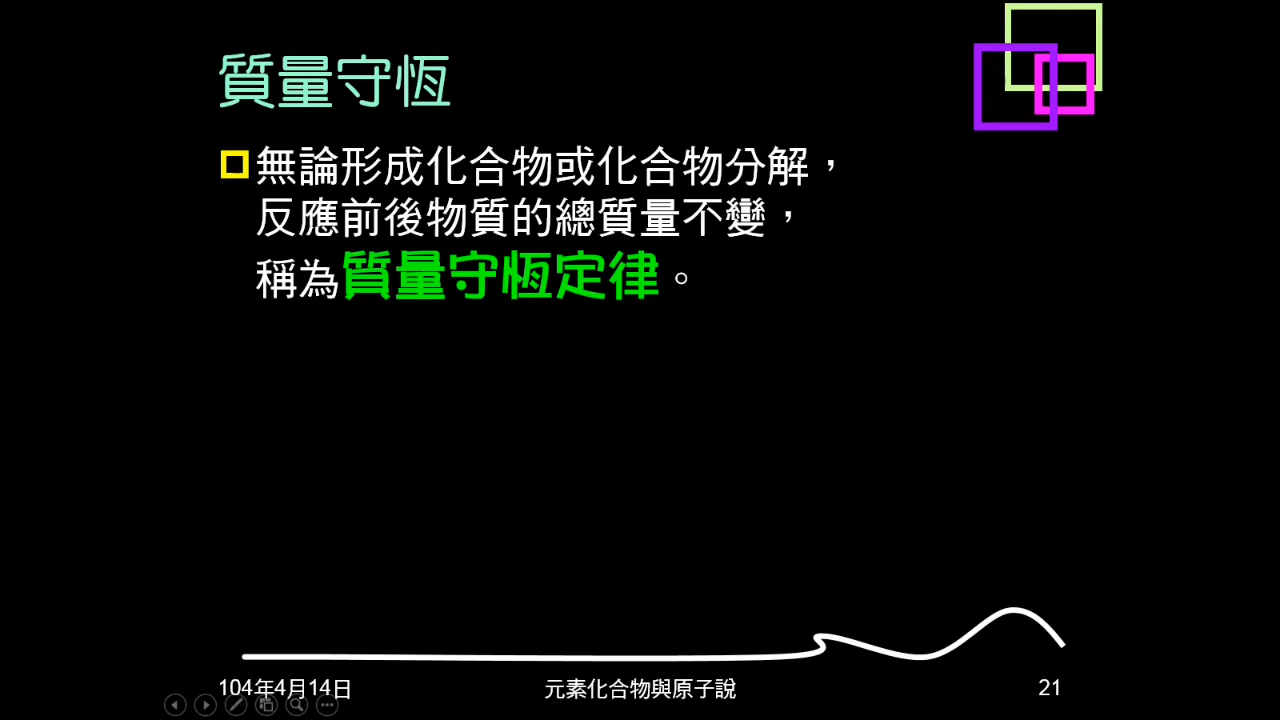 質量守恆
無論形成化合物或化合物分解，
反應前後物質的總質量不變，
稱為質量守恆定律。
104年4月14日
元素化合物與原子說
21